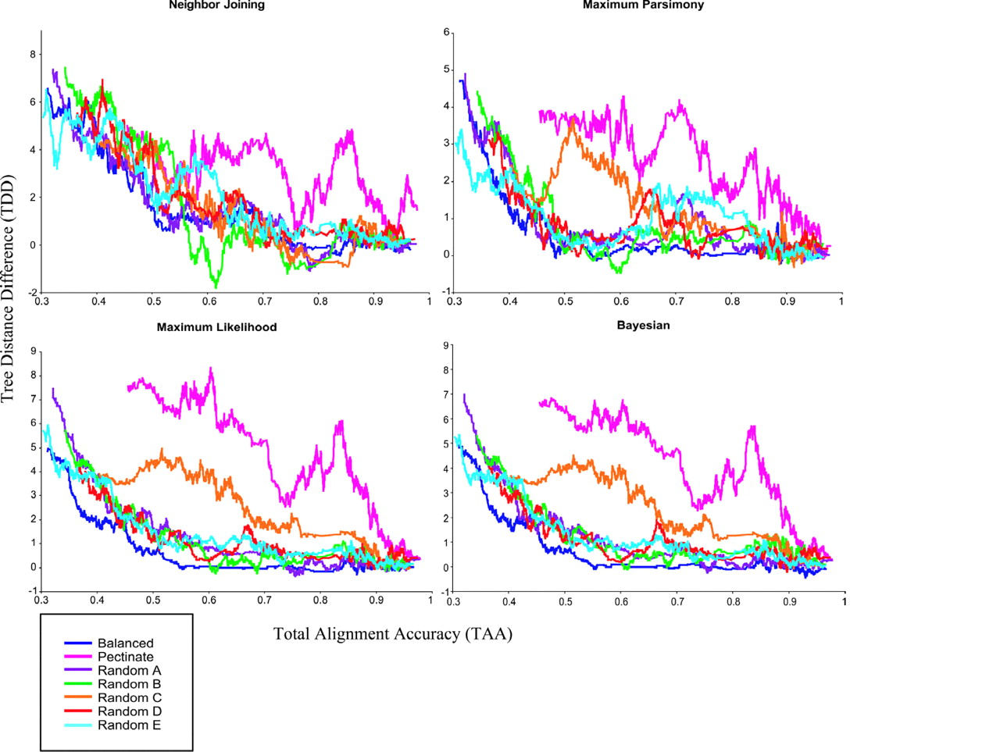 Neighbor Joining
Maximum Parsimony
8
6
4
2
0
-2
0.3 0.4 0.5 0.6 0.7 0.8 0.9 1
6
5
4
3
2
1
0
-1
0.3 0.4 0.5 0.6 0.7 0.8 0.9 1
Tree Distance Difference (TDD)
Maximum Likelihood
Bayesian
9
8
7
6
5
4
3
2
1
0
-1
0.3 0.4 0.5 0.6 0.7 0.8 0.9 1
9
8
7
6
5
4
3
2
1
0
-1
0.3 0.4 0.5 0.6 0.7 0.8 0.9 1
Total Alignment Accuracy (TAA)
Balanced
Pectinate
Random A
Random B
Random C
Random D
Random E